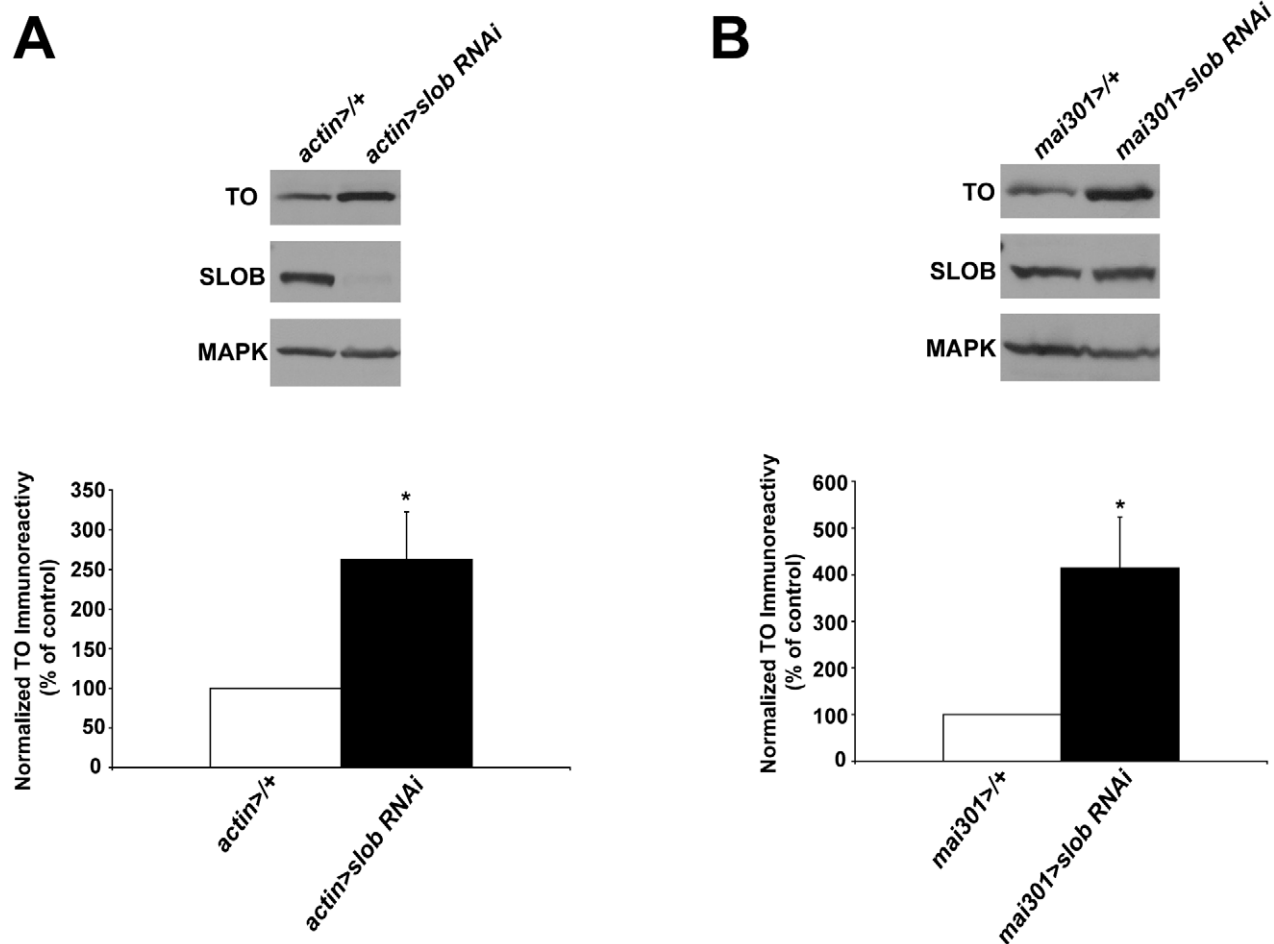 A
actin>/+
actin>slob RNAi
TO
SLOB
MAPK
Normalized TO Immunoreactivy
(% of control)
350
300
250
200
150
100
50
0
*
actin>/+
actin>slob RNAi
B
mai301>/+
mai301>slob RNAi
TO
SLOB
MAPK
Normalized TO Immunoreactivy
(% of control)
600
500
400
300
200
100
0
*
mai301>/+
mai301>slob RNAi